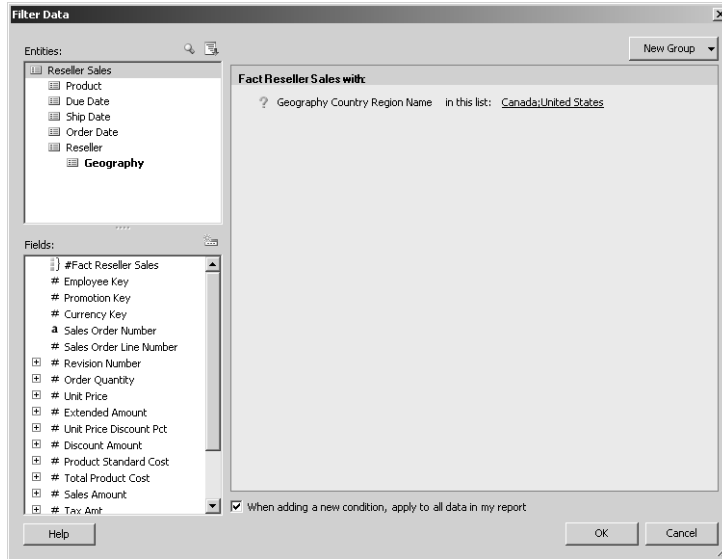 Filter Data
Entities:
New Group
Reseller Sales
Product
Due Date
Ship Date
Order Date
Reseller
Geography
Fact Reseller Sales with:
Geography Country Region Name in this list: Canada;United States
Fields:
#Fact Reseller Sales
# Employee Key
# Promotion Key
# Currency Key
a Sales Order Number
# Sales Order Line Number
# Revision Number
# Order Quantity
# Unit Price
# Extended Amount
# Unit Price Discount Pct
# Discount Amount
# Product Standard Cost
# Total Product Cost
# Sales Amount
# Tax Amt
When adding a new condition, apply to all data in my report
Help
OK
Cancel